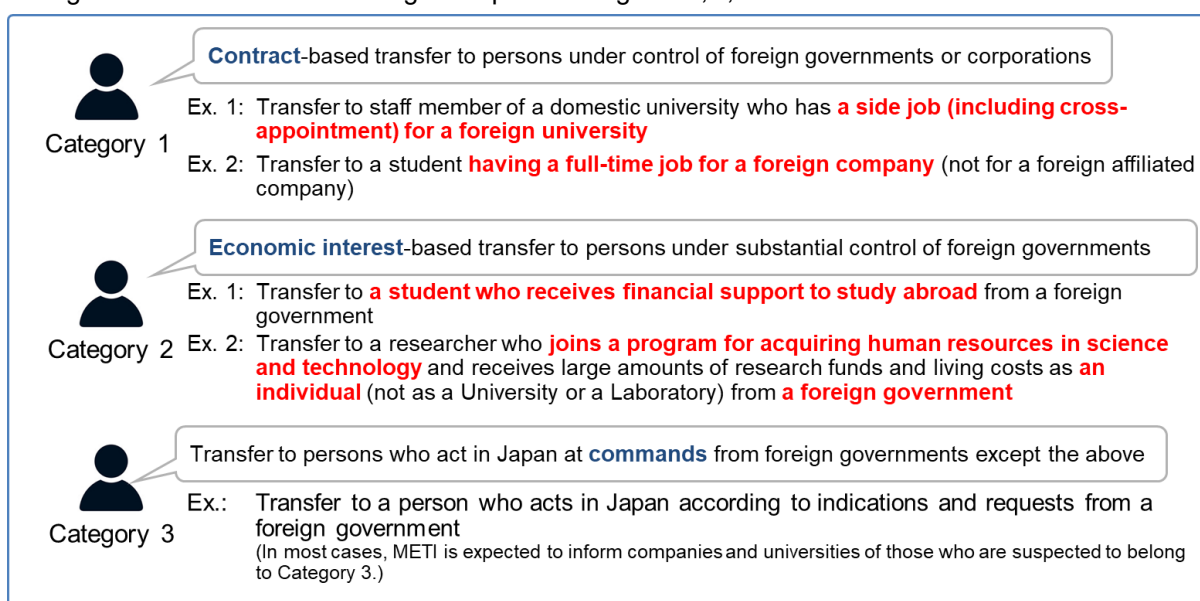 Contract-based transfer to persons under control of foreign governments or corporations
Category 1
Ex. 1: Transfer to staff member of a domestic university who has a side job (including cross-
appointment) for a foreign university
Ex. 2: Transfer to a student having a full-time job for a foreign company (not for a foreign affiliated
company)
Economic interest-based transfer to persons under substantial control of foreign governments
Category 2
Ex. 1: Transfer to a student who receives financial support to study abroad from a foreign
government
Ex. 2: Transfer to a researcher who joins a program for acquiring human resources in science
and technology and receives large amounts of research funds and living costs as an
individual (not as a University or a Laboratory) from a foreign government
Transfer to persons who act in Japan at commands from foreign governments except the above
Category 3
Ex.: Transfer to a person who acts in Japan according to indications and requests from a
foreign government
(In most cases, METI is expected to inform companies and universities of those who are suspected to belong
to Category 3.)